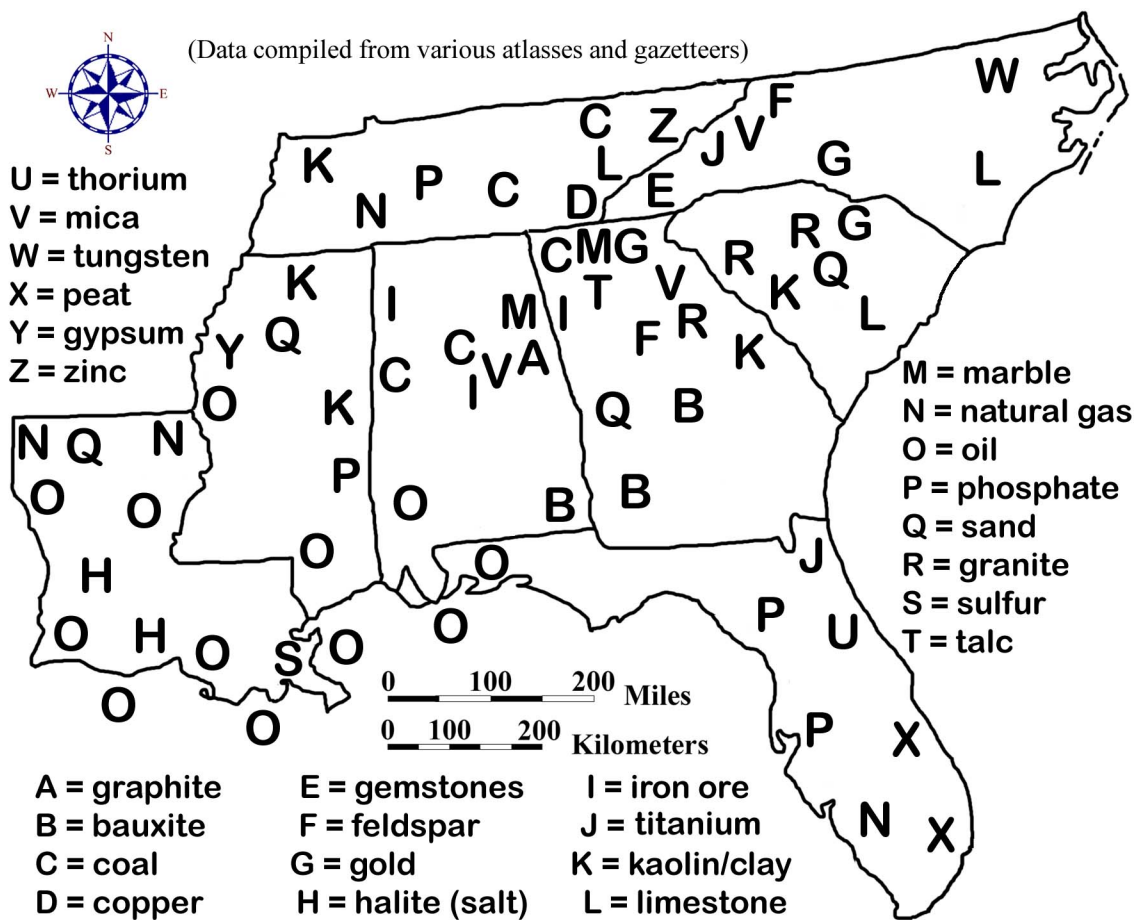 (Data compiled from various atlasses and gazetteers)
N
W E
S
U = thorium
V = mica
W = tungsten
X = peat
Y = gypsum
Z = zinc
K
N
P
C
C
L
D
Z
E
J
V
F
G
W
L
R
R
G
Q
K
L
C M G
T
I
V
F
R
K
Q
B
B
I
M
C
C
I
V
A
O
B
K
Q
Y
O
K
P
O
N
Q
N
O
O
H
O
H
O
S
O
O
O
O
O
J
P
U
P
X
N
X
M = marble
N = natural gas
O = oil
P = phosphate
Q = sand
R = granite
S = sulfur
T = talc
0 100 200 Miles
0 100 200 Kilometers
A = graphite
B = bauxite
C = coal
D = copper
E = gemstones
F = feldspar
G = gold
H = halite (salt)
I = iron ore
J = titanium
K = kaolin/clay
L = limestone